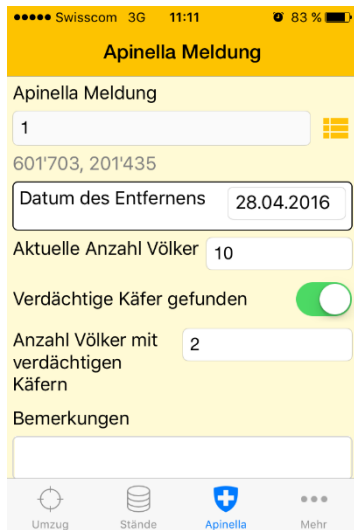 Swisscom 3G 11:11 83 %
Apinella Meldung
Apinella Meldung
1
601'703, 201'435
Datum des Entfernens 28.04.2016
Aktuelle Anzahl Völker 10
Verdächtige Käfer gefunden
Anzahl Völker mit 2
verdächtigen
Käfern
Bemerkungen
Umzug Stände Apinella Mehr